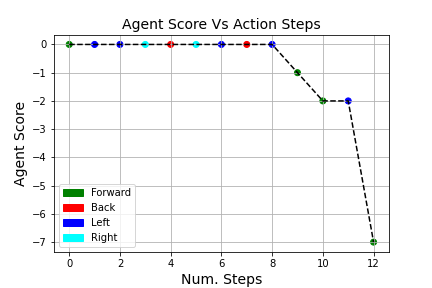 Agent Score Vs Action Steps
Agent Score
0
−1
−2
−3
−4
−5
−6
−7
Forward
Back
Left
Right
0 2 4 6 8 10 12
Num. Steps